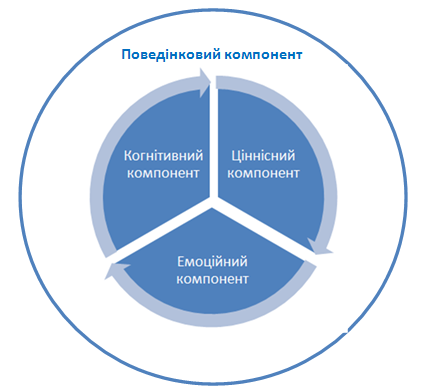 Поведінковий компонент
Когнітивний
компонент
Ціннісний
компонент
Емоційний
компонент